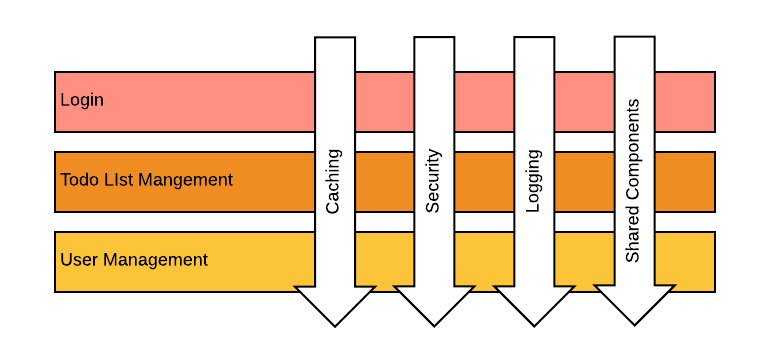 Login
Todo LIst Mangement
User Management
Caching
Security
Logging
Shared Components